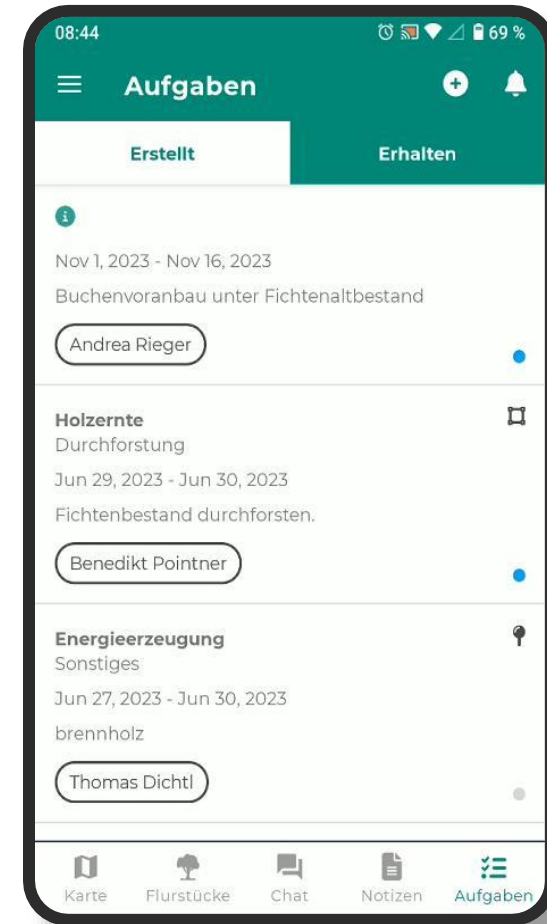 08:44 69 %
Aufgaben
Erstellt Erhalten
Nov 1, 2023 - Nov 16, 2023
Buchenvoranbau unter Fichtenaltbestand
Andrea Rieger
Holzernte
Durchforstung
Jun 29, 2023 - Jun 30, 2023
Fichtenbestand durchforsten.
Benedikt Pointner
Energieerzeugung
Sonstiges
Jun 27, 2023 - Jun 30, 2023
brennholz
Thomas Dichtl
Karte Flurstücke Chat Notizen Aufgaben